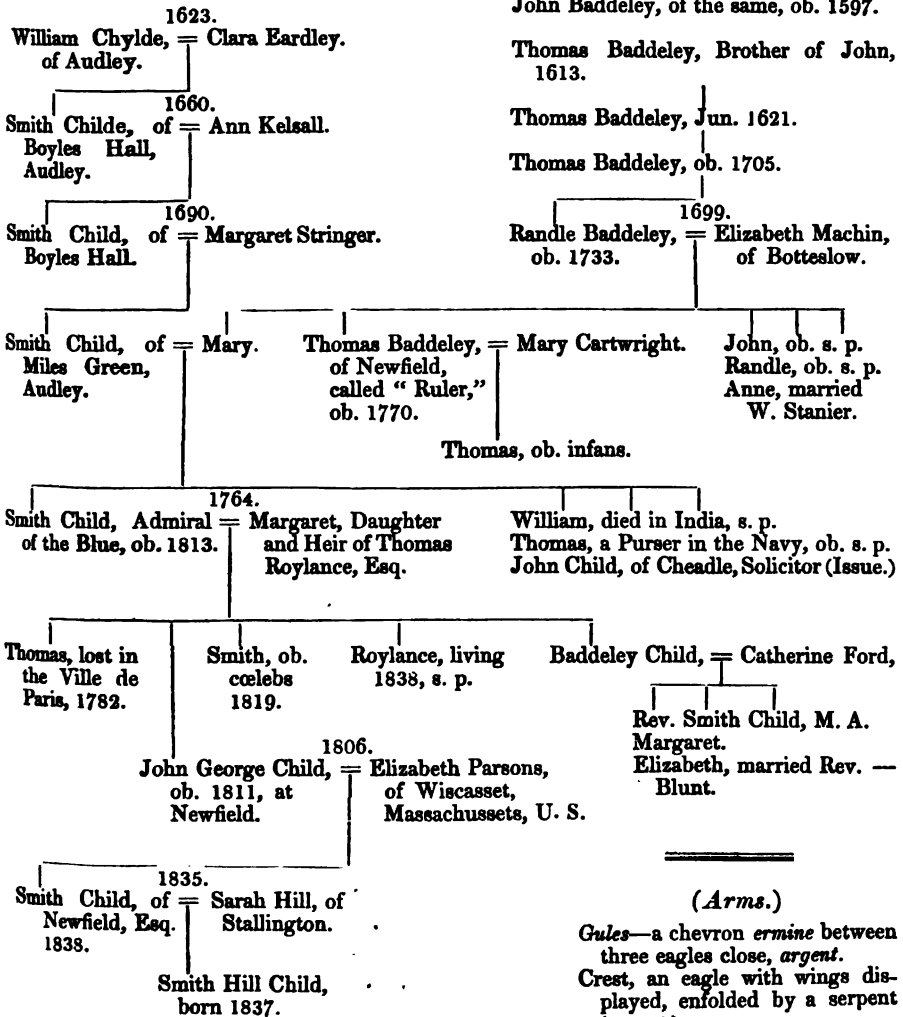 John Baddeley, of the same, ob. 1597.
1623.
William Chylde, = Clara Eardley.
of Audley.
Thomas Baddeley, Brother of John,
1613.
1660.
Smith Childe, of = Ann Kelsall.
Boyles Hall,
Audley.
Thomas Baddeley, Jun. 1621.
Thomas Baddeley, ob. 1705.
1690.
Smith Child, of = Margaret Stringer.
Boyles Hall.
1699.
Randle Baddeley, = Elizabeth Machin,
ob. 1733. of Botteslow.
Smith Child, of = Mary.
Miles Green,
Audley.
Thomas Baddeley, = Mary Cartwright.
of Newfield,
called “ Ruler,”
ob. 1770.
John, ob. s. p.
Randle, ob. s. p.
Anne, married
W. Stanier.
Thomas, ob. infans.
1764.
Smith Child, Admiral = Margaret, Daughter
of the Blue, ob. 1813. and Heir of Thomas
Roylance, Esq.
William, died in India, s. p.
Thomas, a Purser in the Navy, ob. s. p.
John Child, of Cheadle, Solicitor (Issue.)
Thomas, lost in
the Ville de
Paris, 1782.
Smith, ob.
cœlebs
1819.
Roylance, living
1838, s. p.
Baddeley Child, = Catherine Ford,
Rev. Smith Child, M. A.
Margaret.
Elizabeth, married Rev. —
Blunt.
1806.
John George Child, = Elizabeth Parsons,
ob. 1811, at of Wiscasset,
Newfield. Massachussets, U. S.
1835.
Smith Child, of = Sarah Hill, of
Newfield, Esq. Stallington.
1838.
Smith Hill Child,
born 1837.
(Arms.)
Gules—a chevron ermine between
three eagles close, argent.
Crest, an eagle with wings dis-
played, enfolded by a serpent